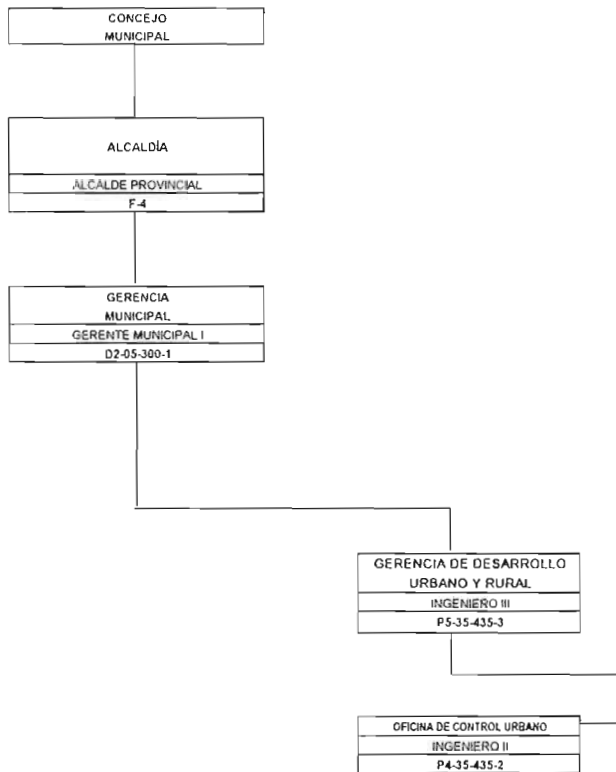 CONCEJO
MUNICIPAL
ALCALDÍA
ALCALDE PROVINCIAL
F-4
GERENCIA
MUNICIPAL
GERENTE MUNICIPAL I
D2-05-300-1
GERENCIA DE DESARROLLO
URBANO Y RURAL
INGENIERO III
P5-35-435-3
OFICINA DE CONTROL URBANO
INGENIERO II
P4-35-435-2